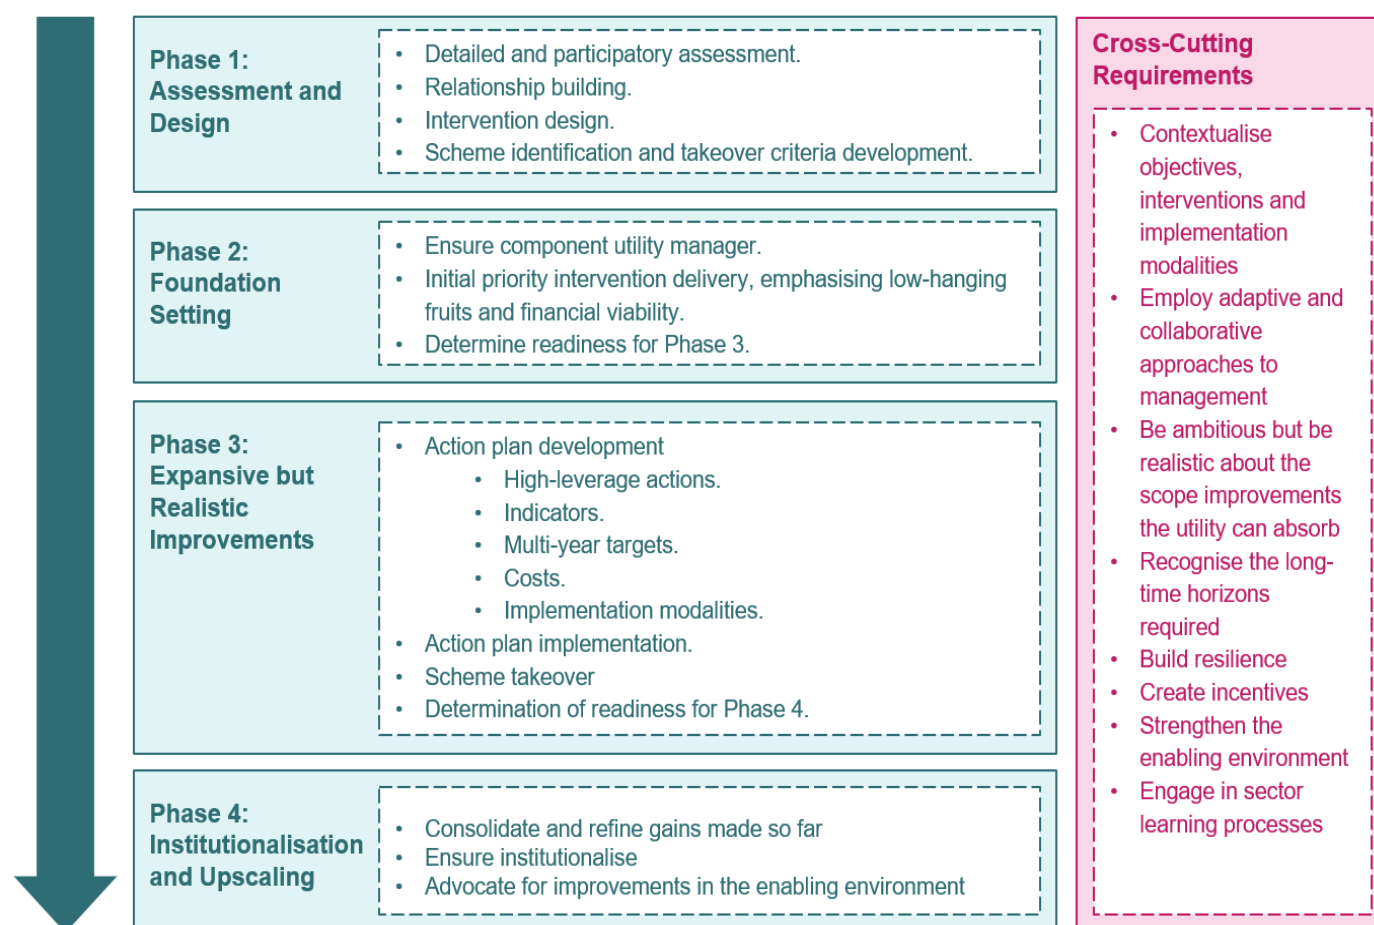 Phase 1:
Assessment and
Design
• Detailed and participatory assessment.
• Relationship building.
• Intervention design.
• Scheme identification and takeover criteria development.
Phase 2:
Foundation
Setting
• Ensure component utility manager.
• Initial priority intervention delivery, emphasising low-hanging
fruits and financial viability.
• Determine readiness for Phase 3.
Phase 3:
Expansive but
Realistic
Improvements
• Action plan development
• High-leverage actions.
• Indicators.
• Multi-year targets.
• Costs.
• Implementation modalities.
• Action plan implementation.
• Scheme takeover
• Determination of readiness for Phase 4.
Phase 4:
Institutionalisation
and Upscaling
• Consolidate and refine gains made so far
• Ensure institutionalise
• Advocate for improvements in the enabling environment
Cross-Cutting
Requirements
• Contextualise
objectives,
interventions and
implementation
modalities
• Employ adaptive and
collaborative
approaches to
management
• Be ambitious but be
realistic about the
scope improvements
the utility can absorb
• Recognise the long-
time horizons
required
• Build resilience
• Create incentives
• Strengthen the
enabling environment
• Engage in sector
learning processes